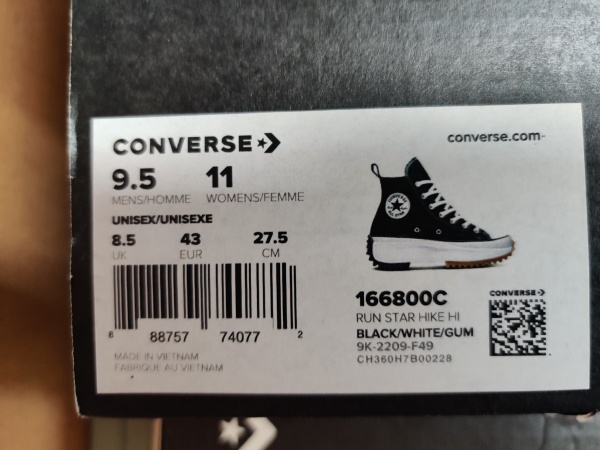 CONVERSE
converse.com
9.5 11
MENS/HOMME WOMENS/FEMME
UNISEX/UNISEXE
8.5 43 27.5
UK EUR CM
88757 74077 2
MADE IN VIETNAM
FABRIQUE AU VIETNAM
166800C
RUN STAR HIKE HI
BLACK/WHITE/GUM
9K-2209-F49
CH360H7B00228
CONVERSE